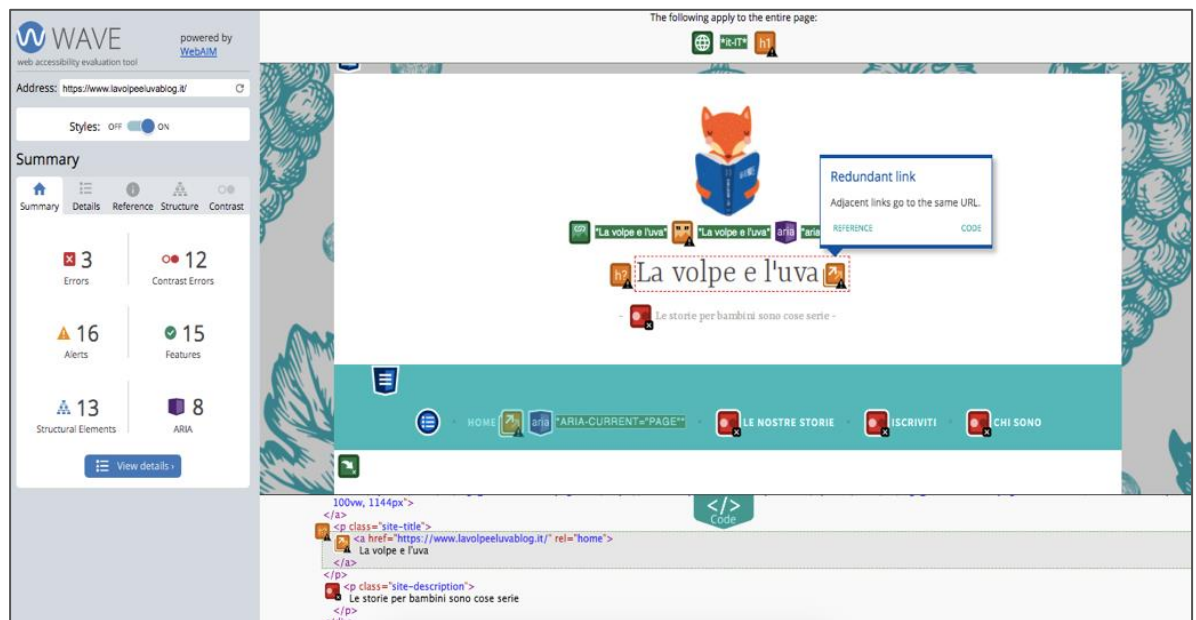 WAVE
web accessibility evaluation tool
powered by
WebAIM
Address: https://www.lavolpeeluvablog.it/
Styles: OFF ON
Summary
Summary Details Reference Structure Contrast
3
Errors
12
Contrast Errors
16
Alerts
15
Features
13
Structural Elements
8
ARIA
View details ›
The following apply to the entire page:
*it-IT* h1
Redundant link
Adjacent links go to the same URL.
REFERENCE CODE
"La volpe e l'uva" "La volpe e l'uva" aria "aria
h? La volpe e l'uva
- Le storie per bambini sono cose serie -
HOME aria *ARIA-CURRENT="PAGE"* LE NOSTRE STORIE ISCRIVITI CHI SONO
</>
Code
100vw, 1144px">
</a>
h? <p class="site-title">
<a href="https://www.lavolpeeluvablog.it/" rel="home">
La volpe e l'uva
</a>
</p>
<p class="site-description">
Le storie per bambini sono cose serie
</p>